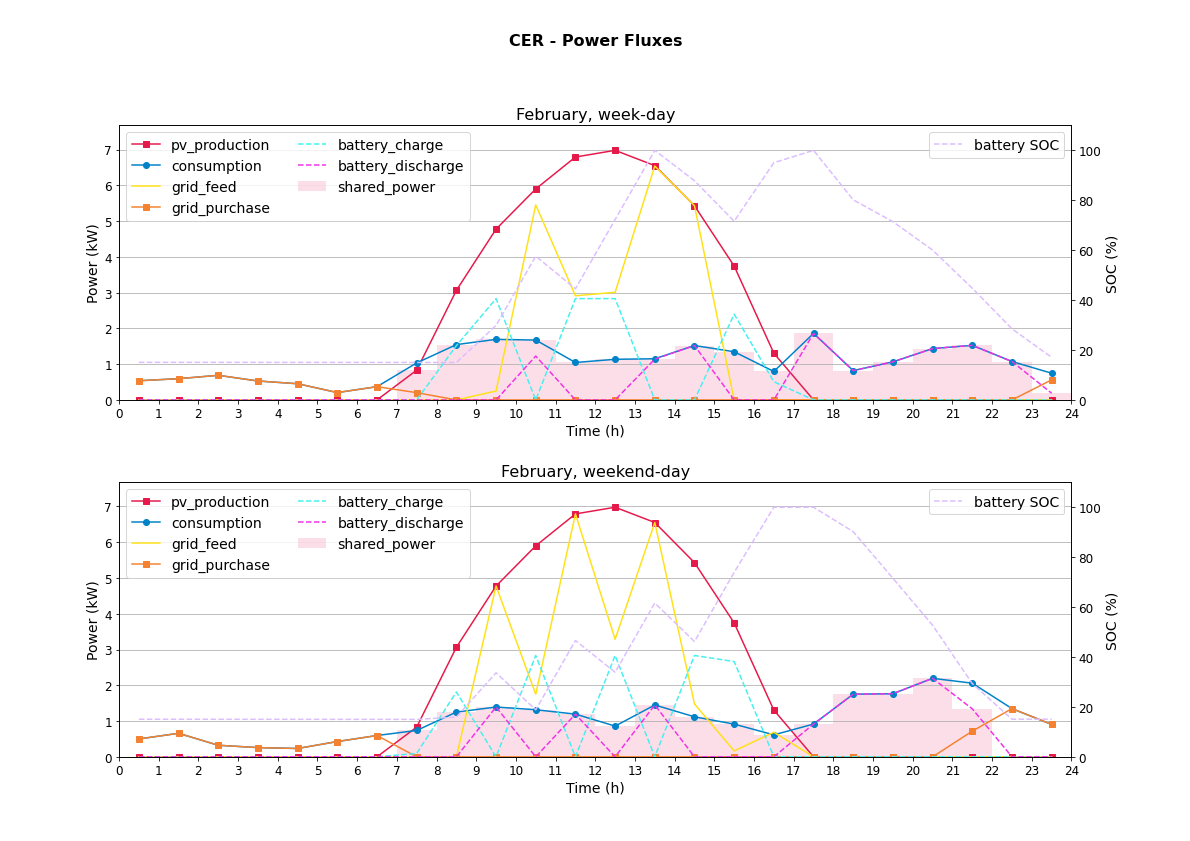 CER - Power Fluxes
February, week-day
pv_production battery_charge battery SOC
consumption battery_discharge
grid_feed shared_power
grid_purchase
Power (kW)
7
6
5
4
3
2
1
0
SOC (%)
100
80
60
40
20
0
0 1 2 3 4 5 6 7 8 9 10 11 12 13 14 15 16 17 18 19 20 21 22 23 24
Time (h)
February, weekend-day
pv_production battery_charge battery SOC
consumption battery_discharge
grid_feed shared_power
grid_purchase
Power (kW)
7
6
5
4
3
2
1
0
SOC (%)
100
80
60
40
20
0
0 1 2 3 4 5 6 7 8 9 10 11 12 13 14 15 16 17 18 19 20 21 22 23 24
Time (h)